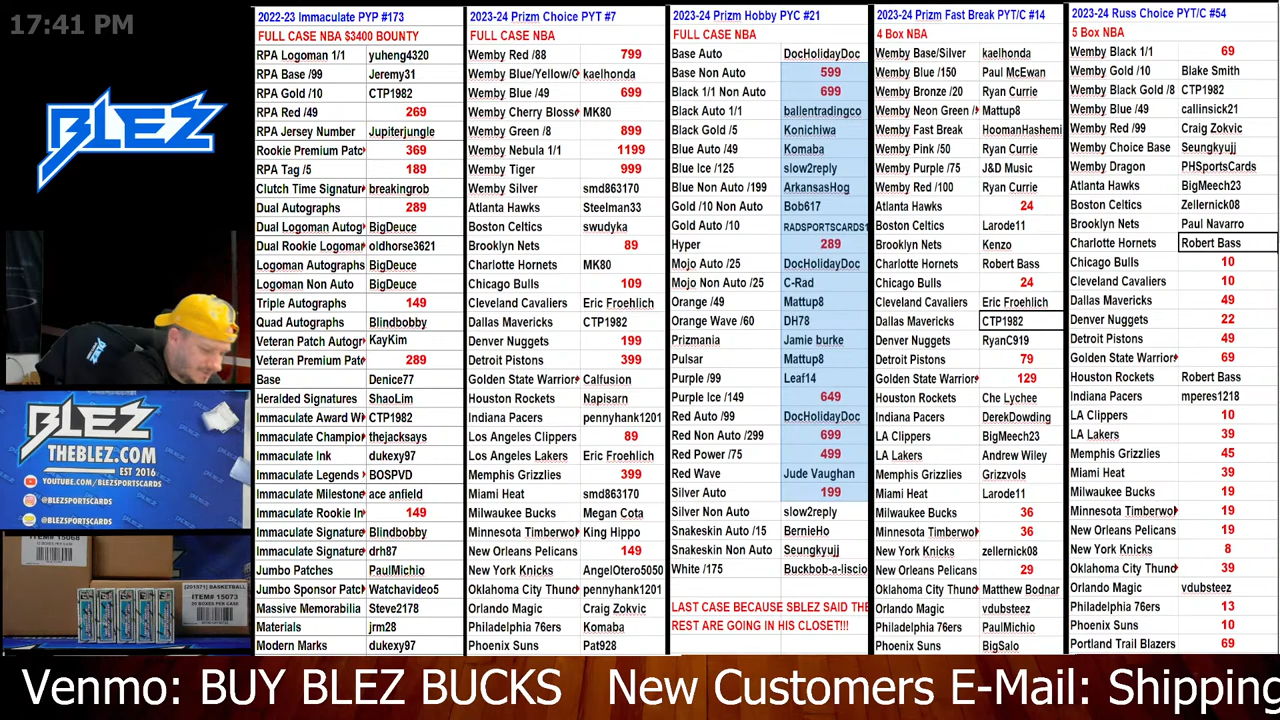 17:41 PM
BLEZ
BLEZ
THEBLEZ.COM
EST 2016
YOUTUBE.COM/BLEZSPORTSCARDS
@BLEZSPORTSCARDS
@BLEZSPORTSCARDS
ITEM# 15073
2022-23 Immaculate PYP #173
FULL CASE NBA $3400 BOUNTY
RPA Logoman 1/1 yuheng4320
RPA Base /99 Jeremy31
RPA Gold /10 CTP1982
RPA Red /49 269
RPA Jersey Number Jupiterjungle
Rookie Premium Patc 369
RPA Tag /5 189
Clutch Time Signatur breakingrob
Dual Autographs 289
Dual Logoman Autog BigDeuce
Dual Rookie Logomar oldhorse3621
Logoman Autographs BigDeuce
Logoman Non Auto BigDeuce
Triple Autographs 149
Quad Autographs Blindbobby
Veteran Patch Autogr KayKim
Veteran Premium Pat 289
Base Denice77
Heralded Signatures ShaoLim
Immaculate Award Wi CTP1982
Immaculate Champio thejacksays
Immaculate Ink dukexy97
Immaculate Legends BOSPVD
Immaculate Milestone ace anfield
Immaculate Rookie In 149
Immaculate Signature Blindbobby
Immaculate Signature drh87
Jumbo Patches PaulMichio
Jumbo Sponsor Patch Watchavideo5
Massive Memorabilia Steve2178
Materials jrm28
Modern Marks dukexy97
2023-24 Prizm Choice PYT #7
FULL CASE NBA
Wemby Red /88 799
Wemby Blue/Yellow/G kaelhonda
Wemby Blue /49 699
Wemby Cherry Blosso MK80
Wemby Green /8 899
Wemby Nebula 1/1 1199
Wemby Tiger 999
Wemby Silver smd863170
Atlanta Hawks Steelman33
Boston Celtics swudyka
Brooklyn Nets 89
Charlotte Hornets MK80
Chicago Bulls 109
Cleveland Cavaliers Eric Froehlich
Dallas Mavericks CTP1982
Denver Nuggets 199
Detroit Pistons 399
Golden State Warrior Calfusion
Houston Rockets Napisarn
Indiana Pacers pennyhank1201
Los Angeles Clippers 89
Los Angeles Lakers Eric Froehlich
Memphis Grizzlies 399
Miami Heat smd863170
Milwaukee Bucks Megan Cota
Minnesota Timberwo King Hippo
New Orleans Pelicans 149
New York Knicks AngelOtero5050
Oklahoma City Thund pennyhank1201
Orlando Magic Craig Zokvic
Philadelphia 76ers Komaba
Phoenix Suns Pat928
2023-24 Prizm Hobby PYC #21
FULL CASE NBA
Base Auto DocHolidayDoc
Base Non Auto 599
Black 1/1 Non Auto 699
Black Auto 1/1 ballentradingco
Black Gold /5 Konichiwa
Blue Auto /49 Komaba
Blue Ice /125 slow2reply
Blue Non Auto /199 ArkansasHog
Gold /10 Non Auto Bob617
Gold Auto /10 RADSPORTSCARDS1
Hyper 289
Mojo Auto /25 DocHolidayDoc
Mojo Non Auto /25 C-Rad
Orange /49 Mattup8
Orange Wave /60 DH78
Prizmania Jamie burke
Pulsar Mattup8
Purple /99 Leaf14
Purple Ice /149 649
Red Auto /99 DocHolidayDoc
Red Non Auto /299 699
Red Power /75 499
Red Wave Jude Vaughan
Silver Auto 199
Silver Non Auto slow2reply
Snakeskin Auto /15 BernieHo
Snakeskin Non Auto Seungkyujj
White /175 Buckbob-a-liscio
LAST CASE BECAUSE SBLEZ SAID THE
REST ARE GOING IN HIS CLOSET!!!
2023-24 Prizm Fast Break PYT/C #14
4 Box NBA
Wemby Base/Silver kaelhonda
Wemby Blue /150 Paul McEwan
Wemby Bronze /20 Ryan Currie
Wemby Neon Green / Mattup8
Wemby Fast Break HoomanHashemi
Wemby Pink /50 Ryan Currie
Wemby Purple /75 J&D Music
Wemby Red /100 Ryan Currie
Atlanta Hawks 24
Boston Celtics Larode11
Brooklyn Nets Kenzo
Charlotte Hornets Robert Bass
Chicago Bulls 24
Cleveland Cavaliers Eric Froehlich
Dallas Mavericks CTP1982
Denver Nuggets RyanC919
Detroit Pistons 79
Golden State Warrior 129
Houston Rockets Che Lychee
Indiana Pacers DerekDowding
LA Clippers BigMeech23
LA Lakers Andrew Wiley
Memphis Grizzlies Grizzvols
Miami Heat Larode11
Milwaukee Bucks 36
Minnesota Timberwo 36
New York Knicks zellernick08
New Orleans Pelicans 29
Oklahoma City Thund Matthew Bodnar
Orlando Magic vdubsteez
Philadelphia 76ers PaulMichio
Phoenix Suns BigSalo
2023-24 Russ Choice PYT/C #54
5 Box NBA
Wemby Black 1/1 69
Wemby Gold /10 Blake Smith
Wemby Black Gold /8 CTP1982
Wemby Blue /49 callinsick21
Wemby Red /99 Craig Zokvic
Wemby Choice Base Seungkyujj
Wemby Dragon PHSportsCards
Atlanta Hawks BigMeech23
Boston Celtics Zellernick08
Brooklyn Nets Paul Navarro
Charlotte Hornets Robert Bass
Chicago Bulls 10
Cleveland Cavaliers 10
Dallas Mavericks 49
Denver Nuggets 22
Detroit Pistons 49
Golden State Warrior 69
Houston Rockets Robert Bass
Indiana Pacers mperes1218
LA Clippers 10
LA Lakers 39
Memphis Grizzlies 45
Miami Heat 39
Milwaukee Bucks 19
Minnesota Timberwo 19
New Orleans Pelicans 19
New York Knicks 8
Oklahoma City Thund 39
Orlando Magic vdubsteez
Philadelphia 76ers 13
Phoenix Suns 10
Portland Trail Blazers 69
Venmo: BUY BLEZ BUCKS New Customers E-Mail: Shipping